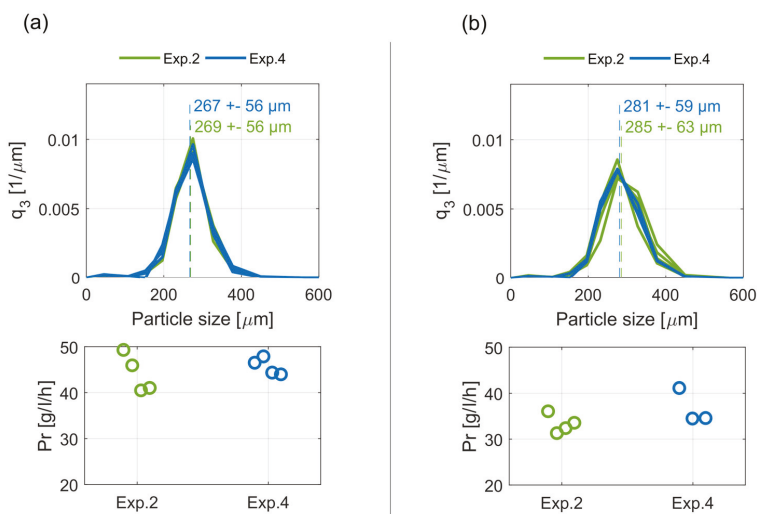 (a)
Exp.2 Exp.4
267 +- 56 µm
269 +- 56 µm
q3 [1/µm]
0.01
0.005
0
0 200 400 600
Particle size [µm]
Pr [g/l/h]
50
40
30
20
Exp.2 Exp.4
(b)
Exp.2 Exp.4
281 +- 59 µm
285 +- 63 µm
q3 [1/µm]
0.01
0.005
0
0 200 400 600
Particle size [µm]
Pr [g/l/h]
50
40
30
20
Exp.2 Exp.4